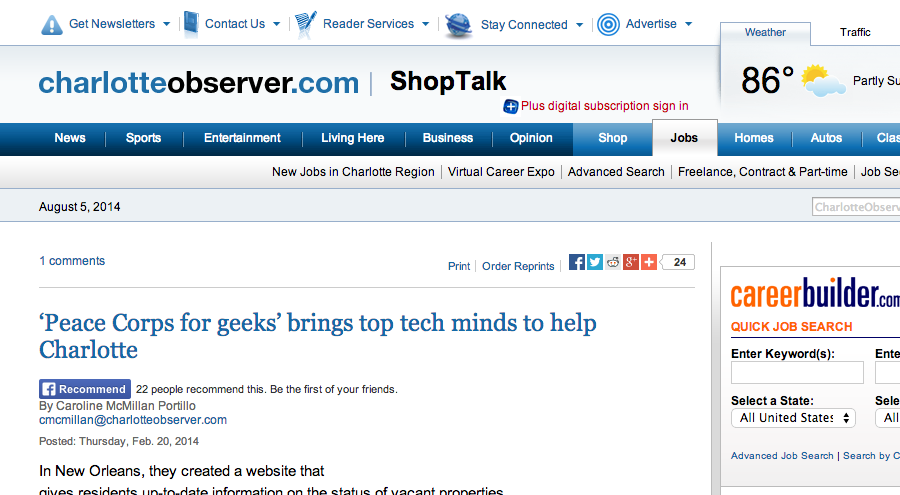 Get Newsletters Contact Us Reader Services Stay Connected Advertise
Weather Traffic
charlotteobserver.com ShopTalk
86° Partly Su
Plus digital subscription sign in
News Sports Entertainment Living Here Business Opinion Shop Jobs Homes Autos Clas
New Jobs in Charlotte Region Virtual Career Expo Advanced Search Freelance, Contract & Part-time Job Se
August 5, 2014
CharlotteObserv
1 comments
Print Order Reprints 24
‘Peace Corps for geeks’ brings top tech minds to help
Charlotte
Recommend 22 people recommend this. Be the first of your friends.
By Caroline McMillan Portillo
cmcmillan@charlotteobserver.com
Posted: Thursday, Feb. 20, 2014
In New Orleans, they created a website that
gives residents up-to-date information on the status of vacant properties
careerbuilder.com
QUICK JOB SEARCH
Enter Keyword(s): Ente
Select a State: Sele
All United States All
Advanced Job Search | Search by C